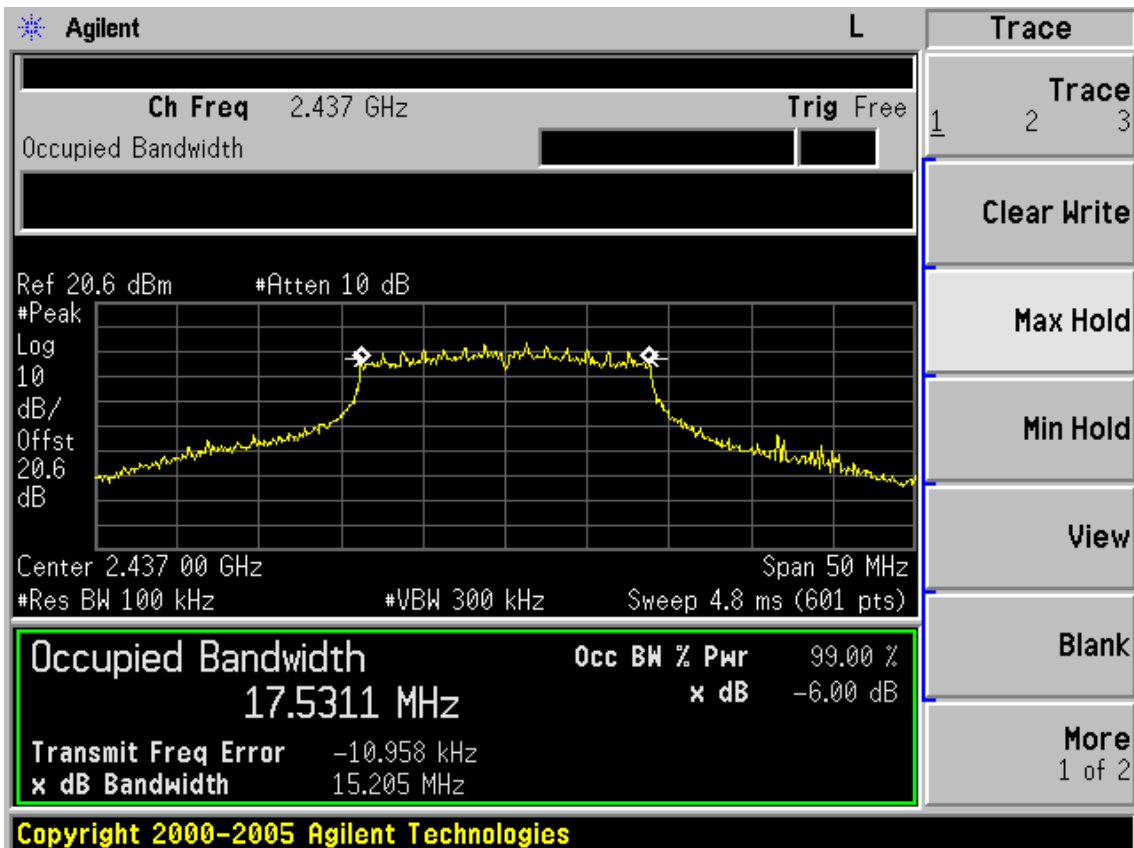 Agilent L Trace
Ch Freq 2.437 GHz Trig Free
Occupied Bandwidth
Trace
1 2 3
Clear Write
Ref 20.6 dBm #Atten 10 dB
#Peak
Log
10
dB/
Offst
20.6
dB
Max Hold
Min Hold
View
Center 2.437 00 GHz Span 50 MHz
#Res BW 100 kHz #VBW 300 kHz Sweep 4.8 ms (601 pts)
Occupied Bandwidth
17.5311 MHz
Occ BW % Pwr 99.00 %
x dB -6.00 dB
Transmit Freq Error -10.958 kHz
x dB Bandwidth 15.205 MHz
Blank
More
1 of 2
Copyright 2000-2005 Agilent Technologies